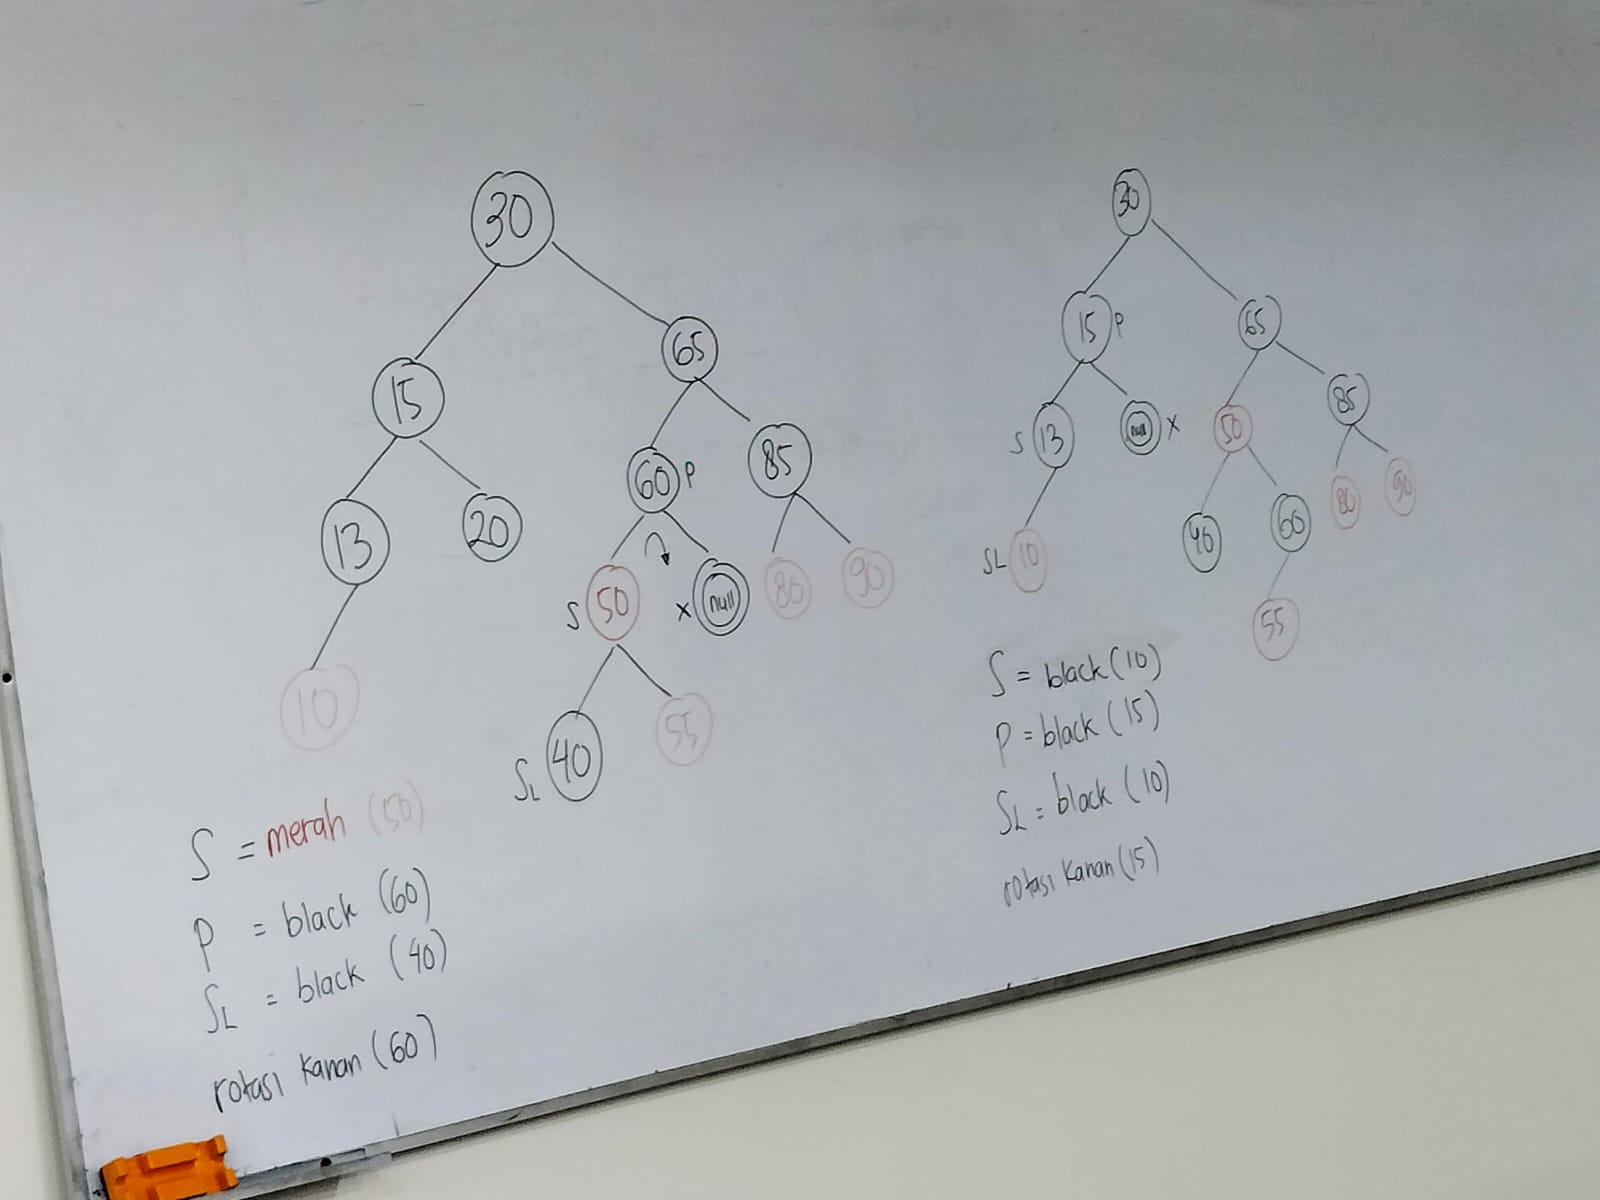 30
15
65
13
20
60 P
85
S 50
x null
80
90
10
SL 40
55
S = merah (50)
P = black (60)
SL = black (40)
rotasi kanan (60)
30
15 P
65
S 13
null x
50
85
SL 10
40
60
80
90
55
S = black (10)
P = black (15)
SL = black (10)
rotasi kanan (15)